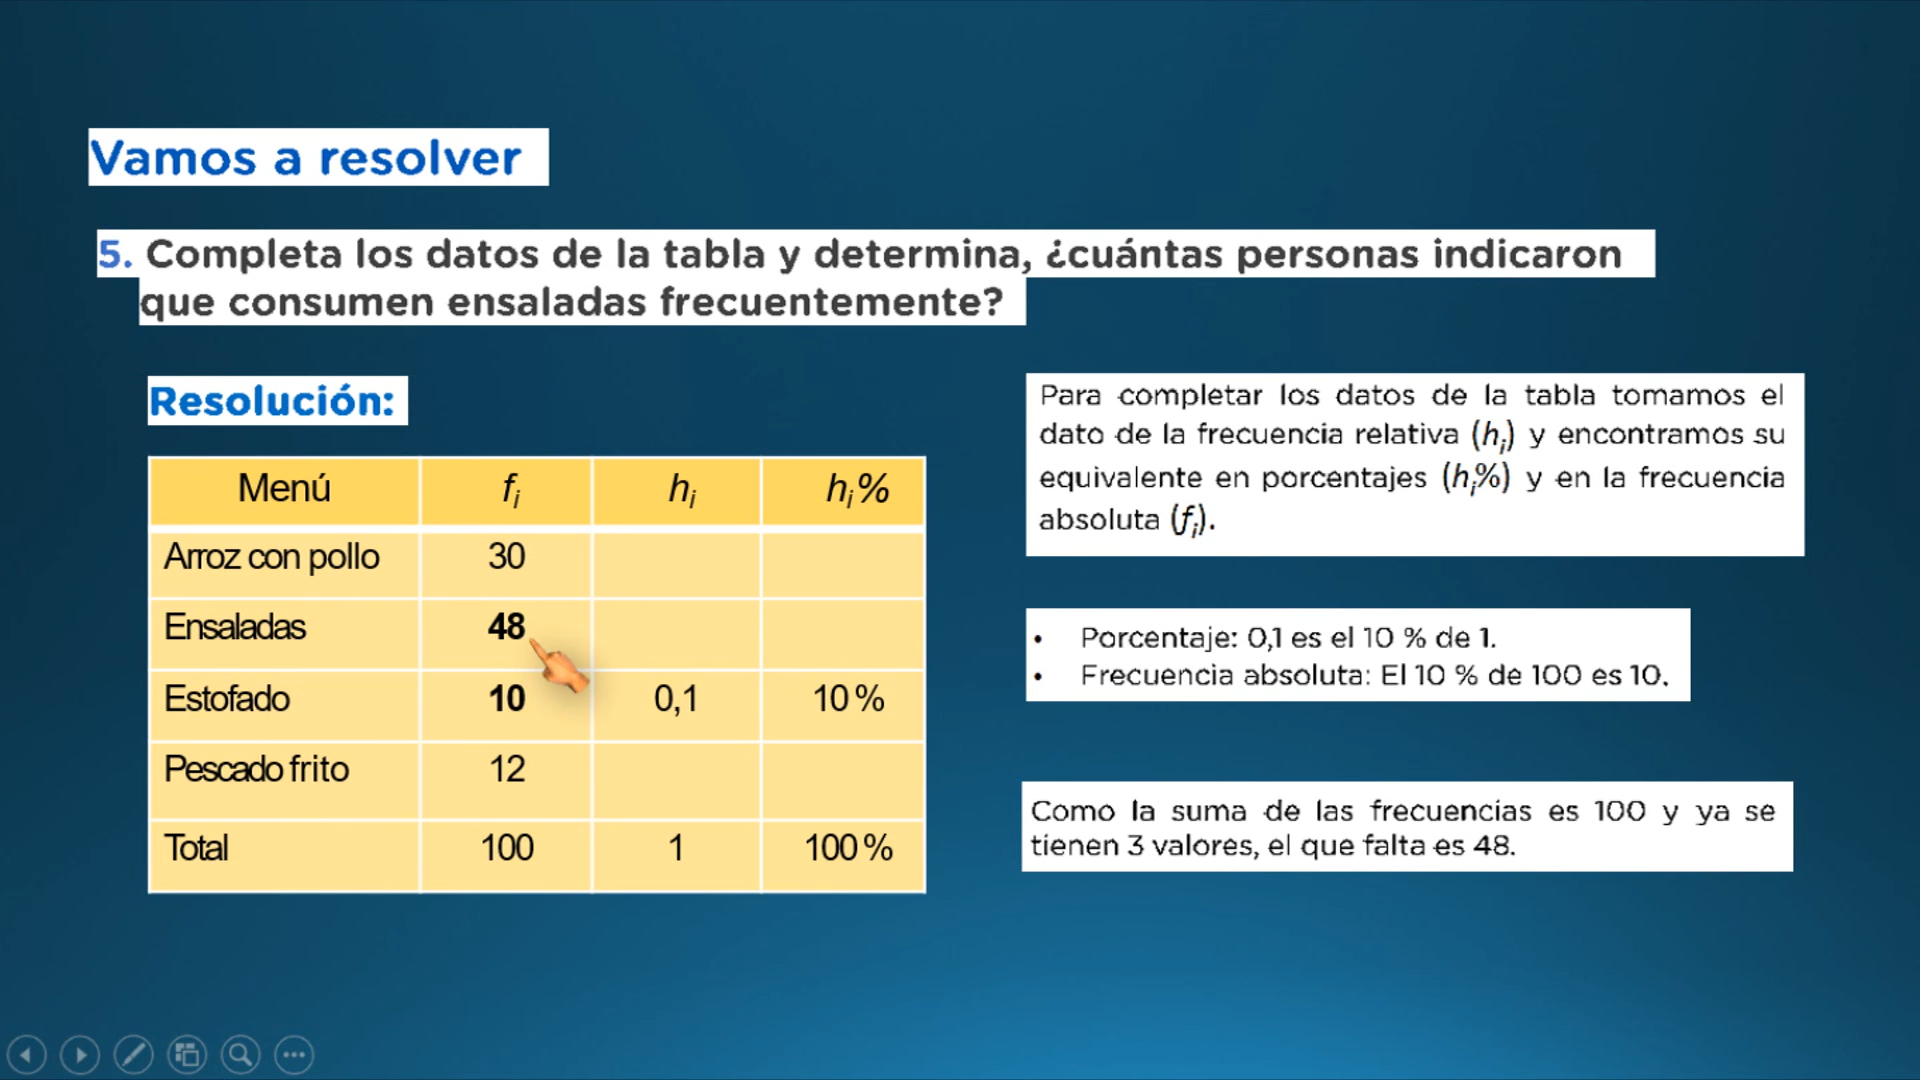 Vamos a resolver
5. Completa los datos de la tabla y determina, ¿cuántas personas indicaron
que consumen ensaladas frecuentemente?
Resolución:
Menú fi hi hi%
Arroz con pollo 30
Ensaladas 48
Estofado 10 0,1 10%
Pescado frito 12
Total 100 1 100%
Para completar los datos de la tabla tomamos el
dato de la frecuencia relativa (hi) y encontramos su
equivalente en porcentajes (hi%) y en la frecuencia
absoluta (fi).
• Porcentaje: 0,1 es el 10 % de 1.
• Frecuencia absoluta: El 10 % de 100 es 10.
Como la suma de las frecuencias es 100 y ya se
tienen 3 valores, el que falta es 48.